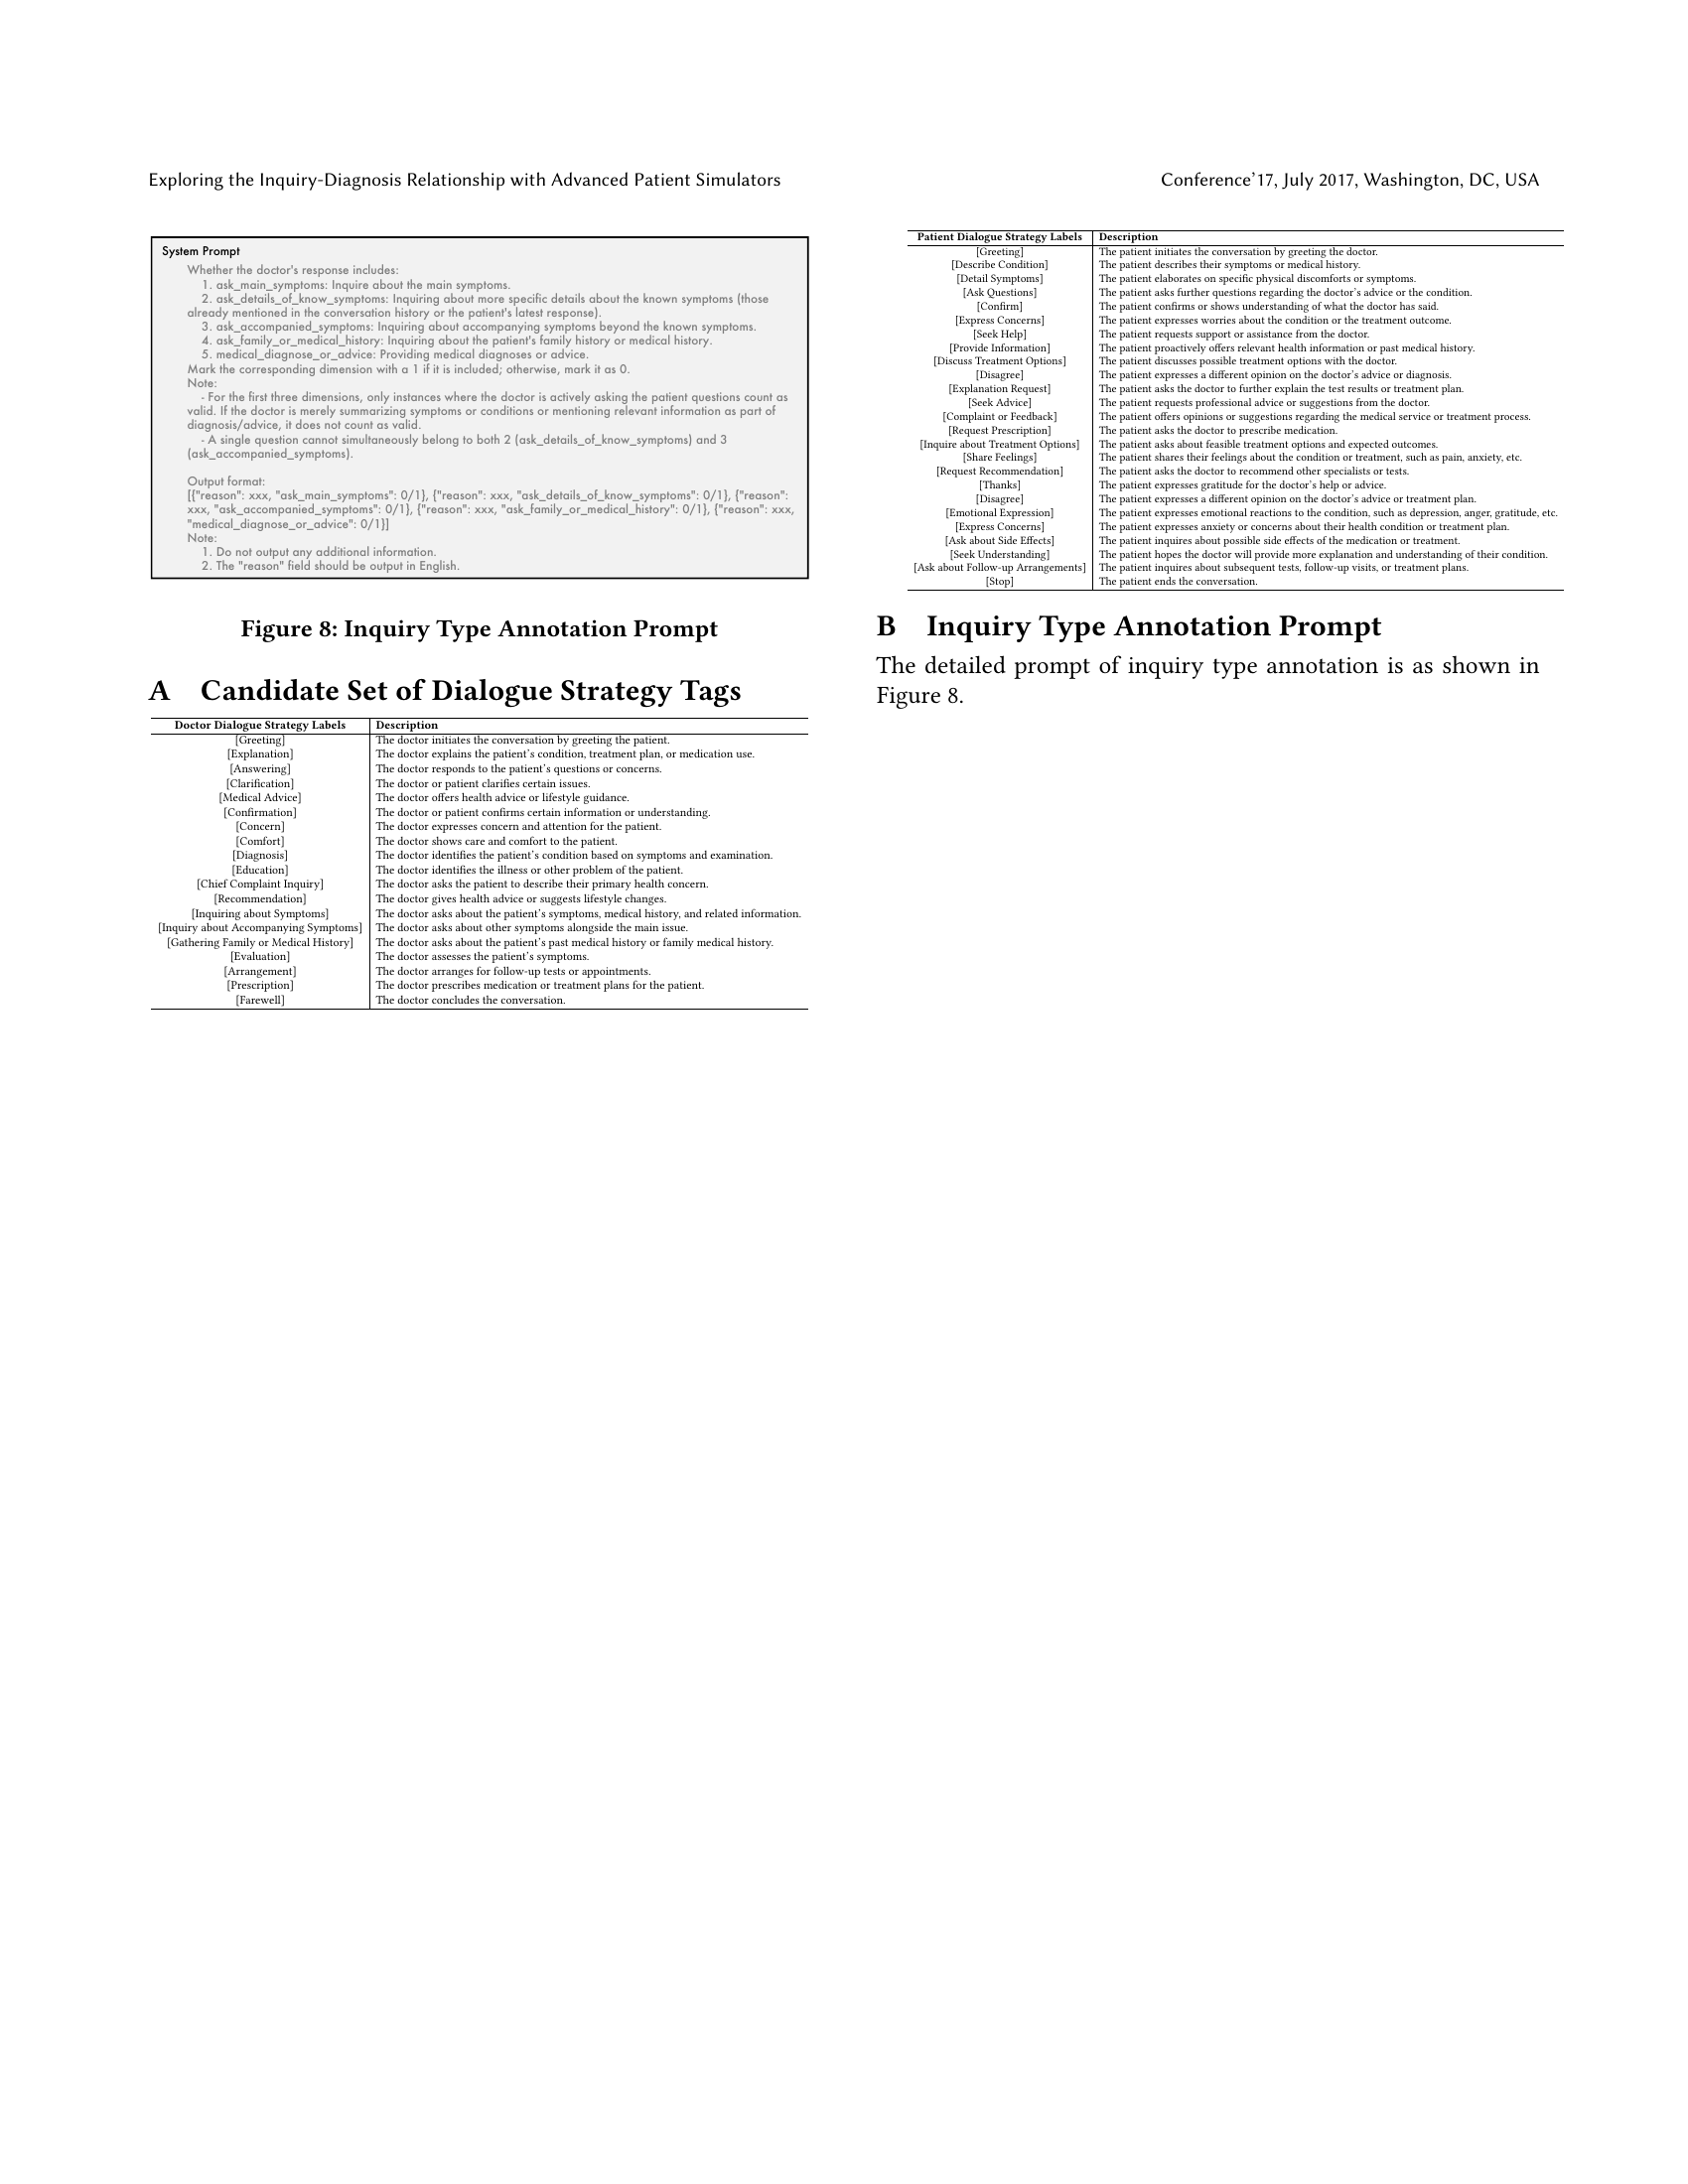 Exploring the Inquiry-Diagnosis Relationship with Advanced Patient Simulators
Conference'17, July 2017, Washington, DC, USA
System Prompt
Whether the doctor's response includes:
1. ask_main_symptoms: Inquire about the main symptoms.
2. ask_details_of_know_symptoms: Inquiring about more specific details about the known symptoms (those
already mentioned in the conversation history or the patient's latest response).
3. ask_accompanied_symptoms: Inquiring about accompanying symptoms beyond the known symptoms.
4. ask_family_or_medical_history: Inquiring about the patient's family history or medical history.
5. medical_diagnose_or_advice: Providing medical diagnoses or advice.
Mark the corresponding dimension with a 1 if it is included; otherwise, mark it as 0.
Note:
- For the first three dimensions, only instances where the doctor is actively asking the patient questions count as
valid. If the doctor is merely summarizing symptoms or conditions or mentioning relevant information as part of
diagnosis/advice, it does not count as valid.
- A single question cannot simultaneously belong to both 2 (ask_details_of_know_symptoms) and 3
(ask_accompanied_symptoms).
Output format:
[{"reason": xxx, "ask_main_symptoms": 0/1}, {"reason": xxx, "ask_details_of_know_symptoms": 0/1}, {"reason":
xxx, "ask_accompanied_symptoms": 0/1}, {"reason": xxx, "ask_family_or_medical_history": 0/1}, {"reason": xxx,
"medical_diagnose_or_advice": 0/1}]
Note:
1. Do not output any additional information.
2. The "reason" field should be output in English.
Figure 8: Inquiry Type Annotation Prompt
A Candidate Set of Dialogue Strategy Tags
Doctor Dialogue Strategy Labels Description
[Greeting] The doctor initiates the conversation by greeting the patient.
[Explanation] The doctor explains the patient's condition, treatment plan, or medication use.
[Answering] The doctor responds to the patient's questions or concerns.
[Clarification] The doctor or patient clarifies certain issues.
[Medical Advice] The doctor offers health advice or lifestyle guidance.
[Confirmation] The doctor or patient confirms certain information or understanding.
[Concern] The doctor expresses concern and attention for the patient.
[Comfort] The doctor shows care and comfort to the patient.
[Diagnosis] The doctor identifies the patient's condition based on symptoms and examination.
[Education] The doctor identifies the illness or other problem of the patient.
[Chief Complaint Inquiry] The doctor asks the patient to describe their primary health concern.
[Recommendation] The doctor gives health advice or suggests lifestyle changes.
[Inquiring about Symptoms] The doctor asks about the patient's symptoms, medical history, and related information.
[Inquiry about Accompanying Symptoms] The doctor asks about other symptoms alongside the main issue.
[Gathering Family or Medical History] The doctor asks about the patient's past medical history or family medical history.
[Evaluation] The doctor assesses the patient's symptoms.
[Arrangement] The doctor arranges for follow-up tests or appointments.
[Prescription] The doctor prescribes medication or treatment plans for the patient.
[Farewell] The doctor concludes the conversation.
Patient Dialogue Strategy Labels Description
[Greeting] The patient initiates the conversation by greeting the doctor.
[Describe Condition] The patient describes their symptoms or medical history.
[Detail Symptoms] The patient elaborates on specific physical discomforts or symptoms.
[Ask Questions] The patient asks further questions regarding the doctor's advice or the condition.
[Confirm] The patient confirms or shows understanding of what the doctor has said.
[Express Concerns] The patient expresses worries about the condition or the treatment outcome.
[Seek Help] The patient requests support or assistance from the doctor.
[Provide Information] The patient proactively offers relevant health information or past medical history.
[Discuss Treatment Options] The patient discusses possible treatment options with the doctor.
[Disagree] The patient expresses a different opinion on the doctor's advice or diagnosis.
[Explanation Request] The patient asks the doctor to further explain the test results or treatment plan.
[Seek Advice] The patient requests professional advice or suggestions from the doctor.
[Complaint or Feedback] The patient offers opinions or suggestions regarding the medical service or treatment process.
[Request Prescription] The patient asks the doctor to prescribe medication.
[Inquire about Treatment Options] The patient asks about feasible treatment options and expected outcomes.
[Share Feelings] The patient shares their feelings about the condition or treatment, such as pain, anxiety, etc.
[Request Recommendation] The patient asks the doctor to recommend other specialists or tests.
[Thanks] The patient expresses gratitude for the doctor's help or advice.
[Disagree] The patient expresses a different opinion on the doctor's advice or treatment plan.
[Emotional Expression] The patient expresses emotional reactions to the condition, such as depression, anger, gratitude, etc.
[Express Concerns] The patient expresses anxiety or concerns about their health condition or treatment plan.
[Ask about Side Effects] The patient inquires about possible side effects of the medication or treatment.
[Seek Understanding] The patient hopes the doctor will provide more explanation and understanding of their condition.
[Ask about Follow-up Arrangements] The patient inquires about subsequent tests, follow-up visits, or treatment plans.
[Stop] The patient ends the conversation.
B Inquiry Type Annotation Prompt
The detailed prompt of inquiry type annotation is as shown in
Figure 8.